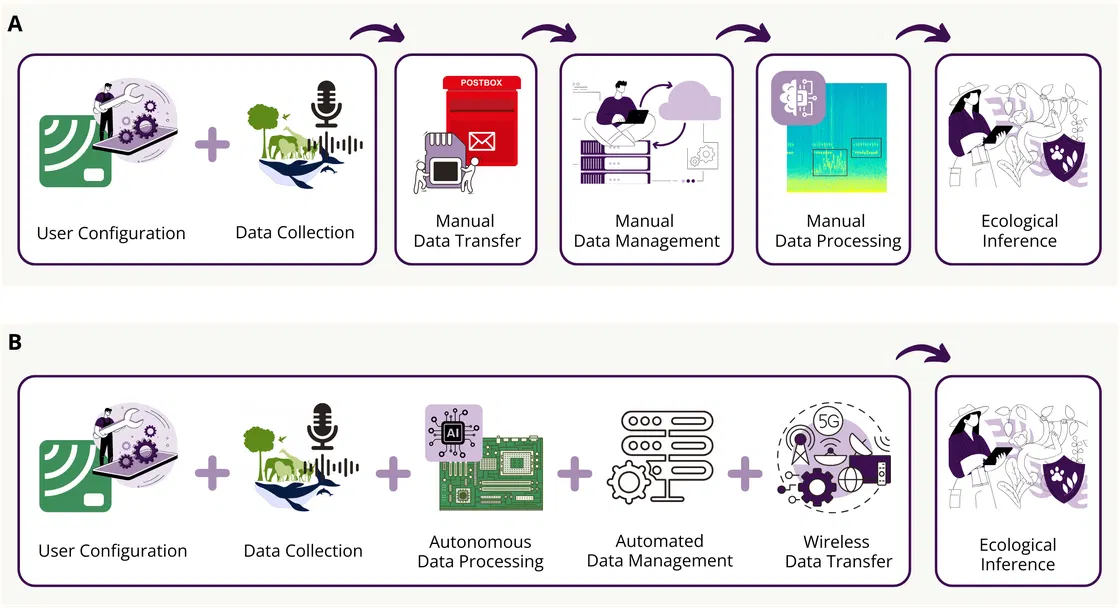 A
POSTBOX
User Configuration
Data Collection
Manual
Data Transfer
Manual
Data Management
Manual
Data Processing
Ecological
Inference
B
AI
5G
User Configuration
Data Collection
Autonomous
Data Processing
Automated
Data Management
Wireless
Data Transfer
Ecological
Inference